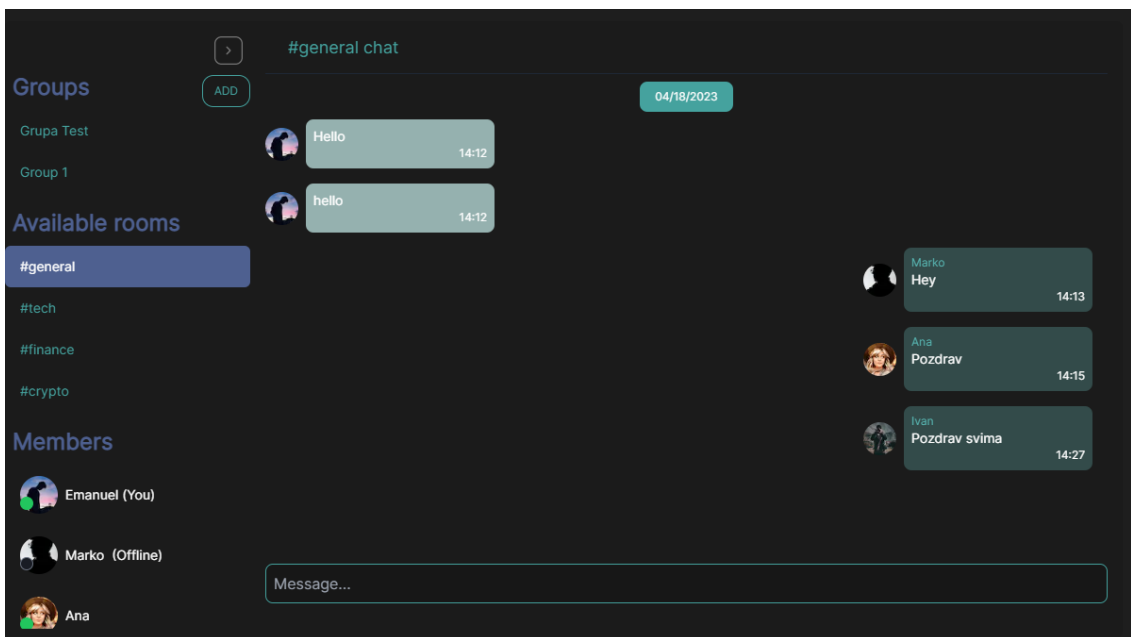 Groups
ADD
Grupa Test
Group 1
Available rooms
#general
#tech
#finance
#crypto
Members
Emanuel (You)
Marko (Offline)
Ana
#general chat
04/18/2023
Hello
14:12
hello
14:12
Marko
Hey
14:13
Ana
Pozdrav
14:15
Ivan
Pozdrav svima
14:27
Message...